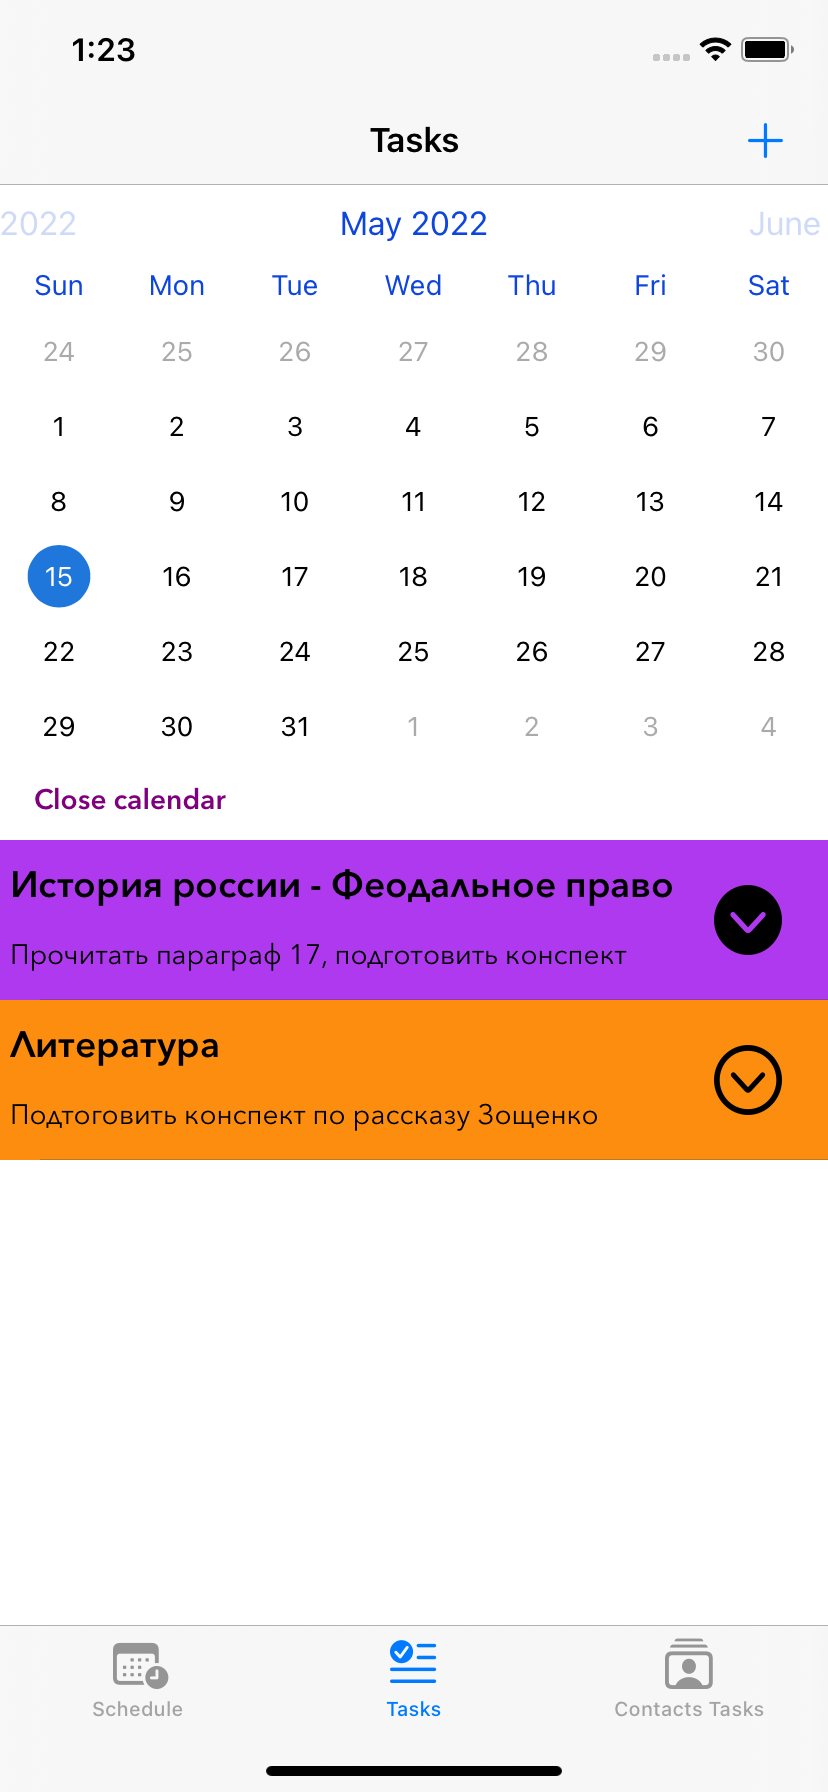 1:23
Tasks
2022 May 2022 June
Sun Mon Tue Wed Thu Fri Sat
24 25 26 27 28 29 30
1 2 3 4 5 6 7
8 9 10 11 12 13 14
15 16 17 18 19 20 21
22 23 24 25 26 27 28
29 30 31 1 2 3 4
Close calendar
История россии - Феодальное право
Прочитать параграф 17, подготовить конспект
Литература
Подтоговить конспект по рассказу Зощенко
Schedule Tasks Contacts Tasks